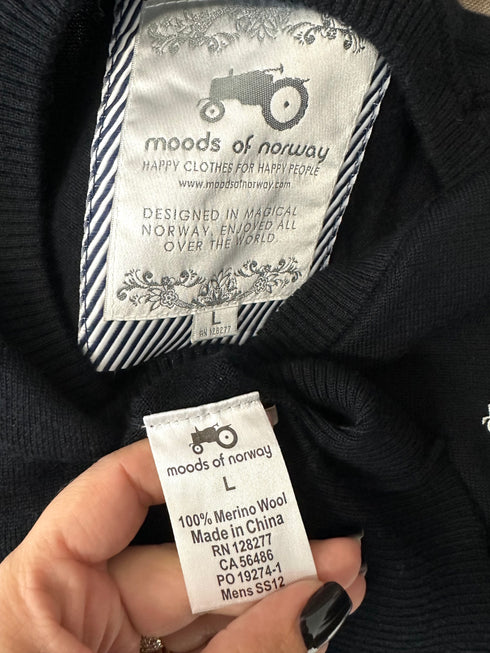 moods of norway
HAPPY CLOTHES FOR HAPPY PEOPLE
www.moodsofnorway.com
DESIGNED IN MAGICAL
NORWAY, ENJOYED ALL
OVER THE WORLD.
L
RN 128277
moods of norway
L
100% Merino Wool
Made in China
RN 128277
CA 56486
PO 19274-1
Mens SS12